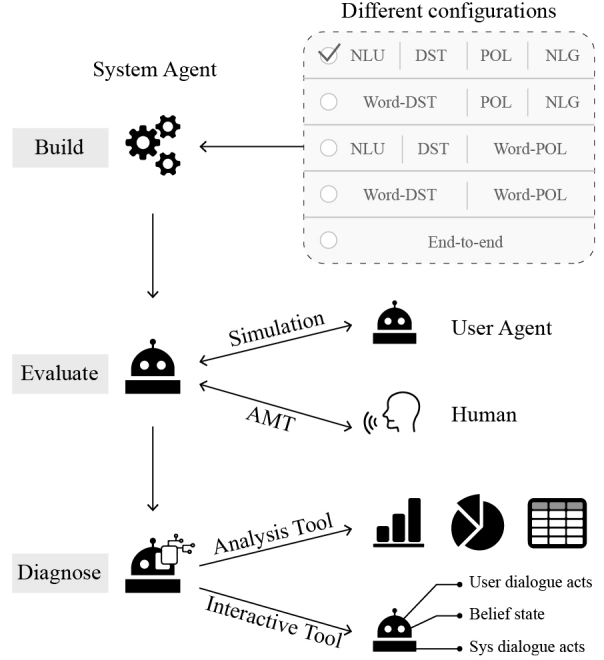 Different configurations
System Agent
NLU DST POL NLG
Word-DST POL NLG
Build
NLU DST Word-POL
Word-DST Word-POL
End-to-end
Simulation
User Agent
Evaluate
AMT
Human
Analysis Tool
Diagnose
Interactive Tool
User dialogue acts
Belief state
Sys dialogue acts